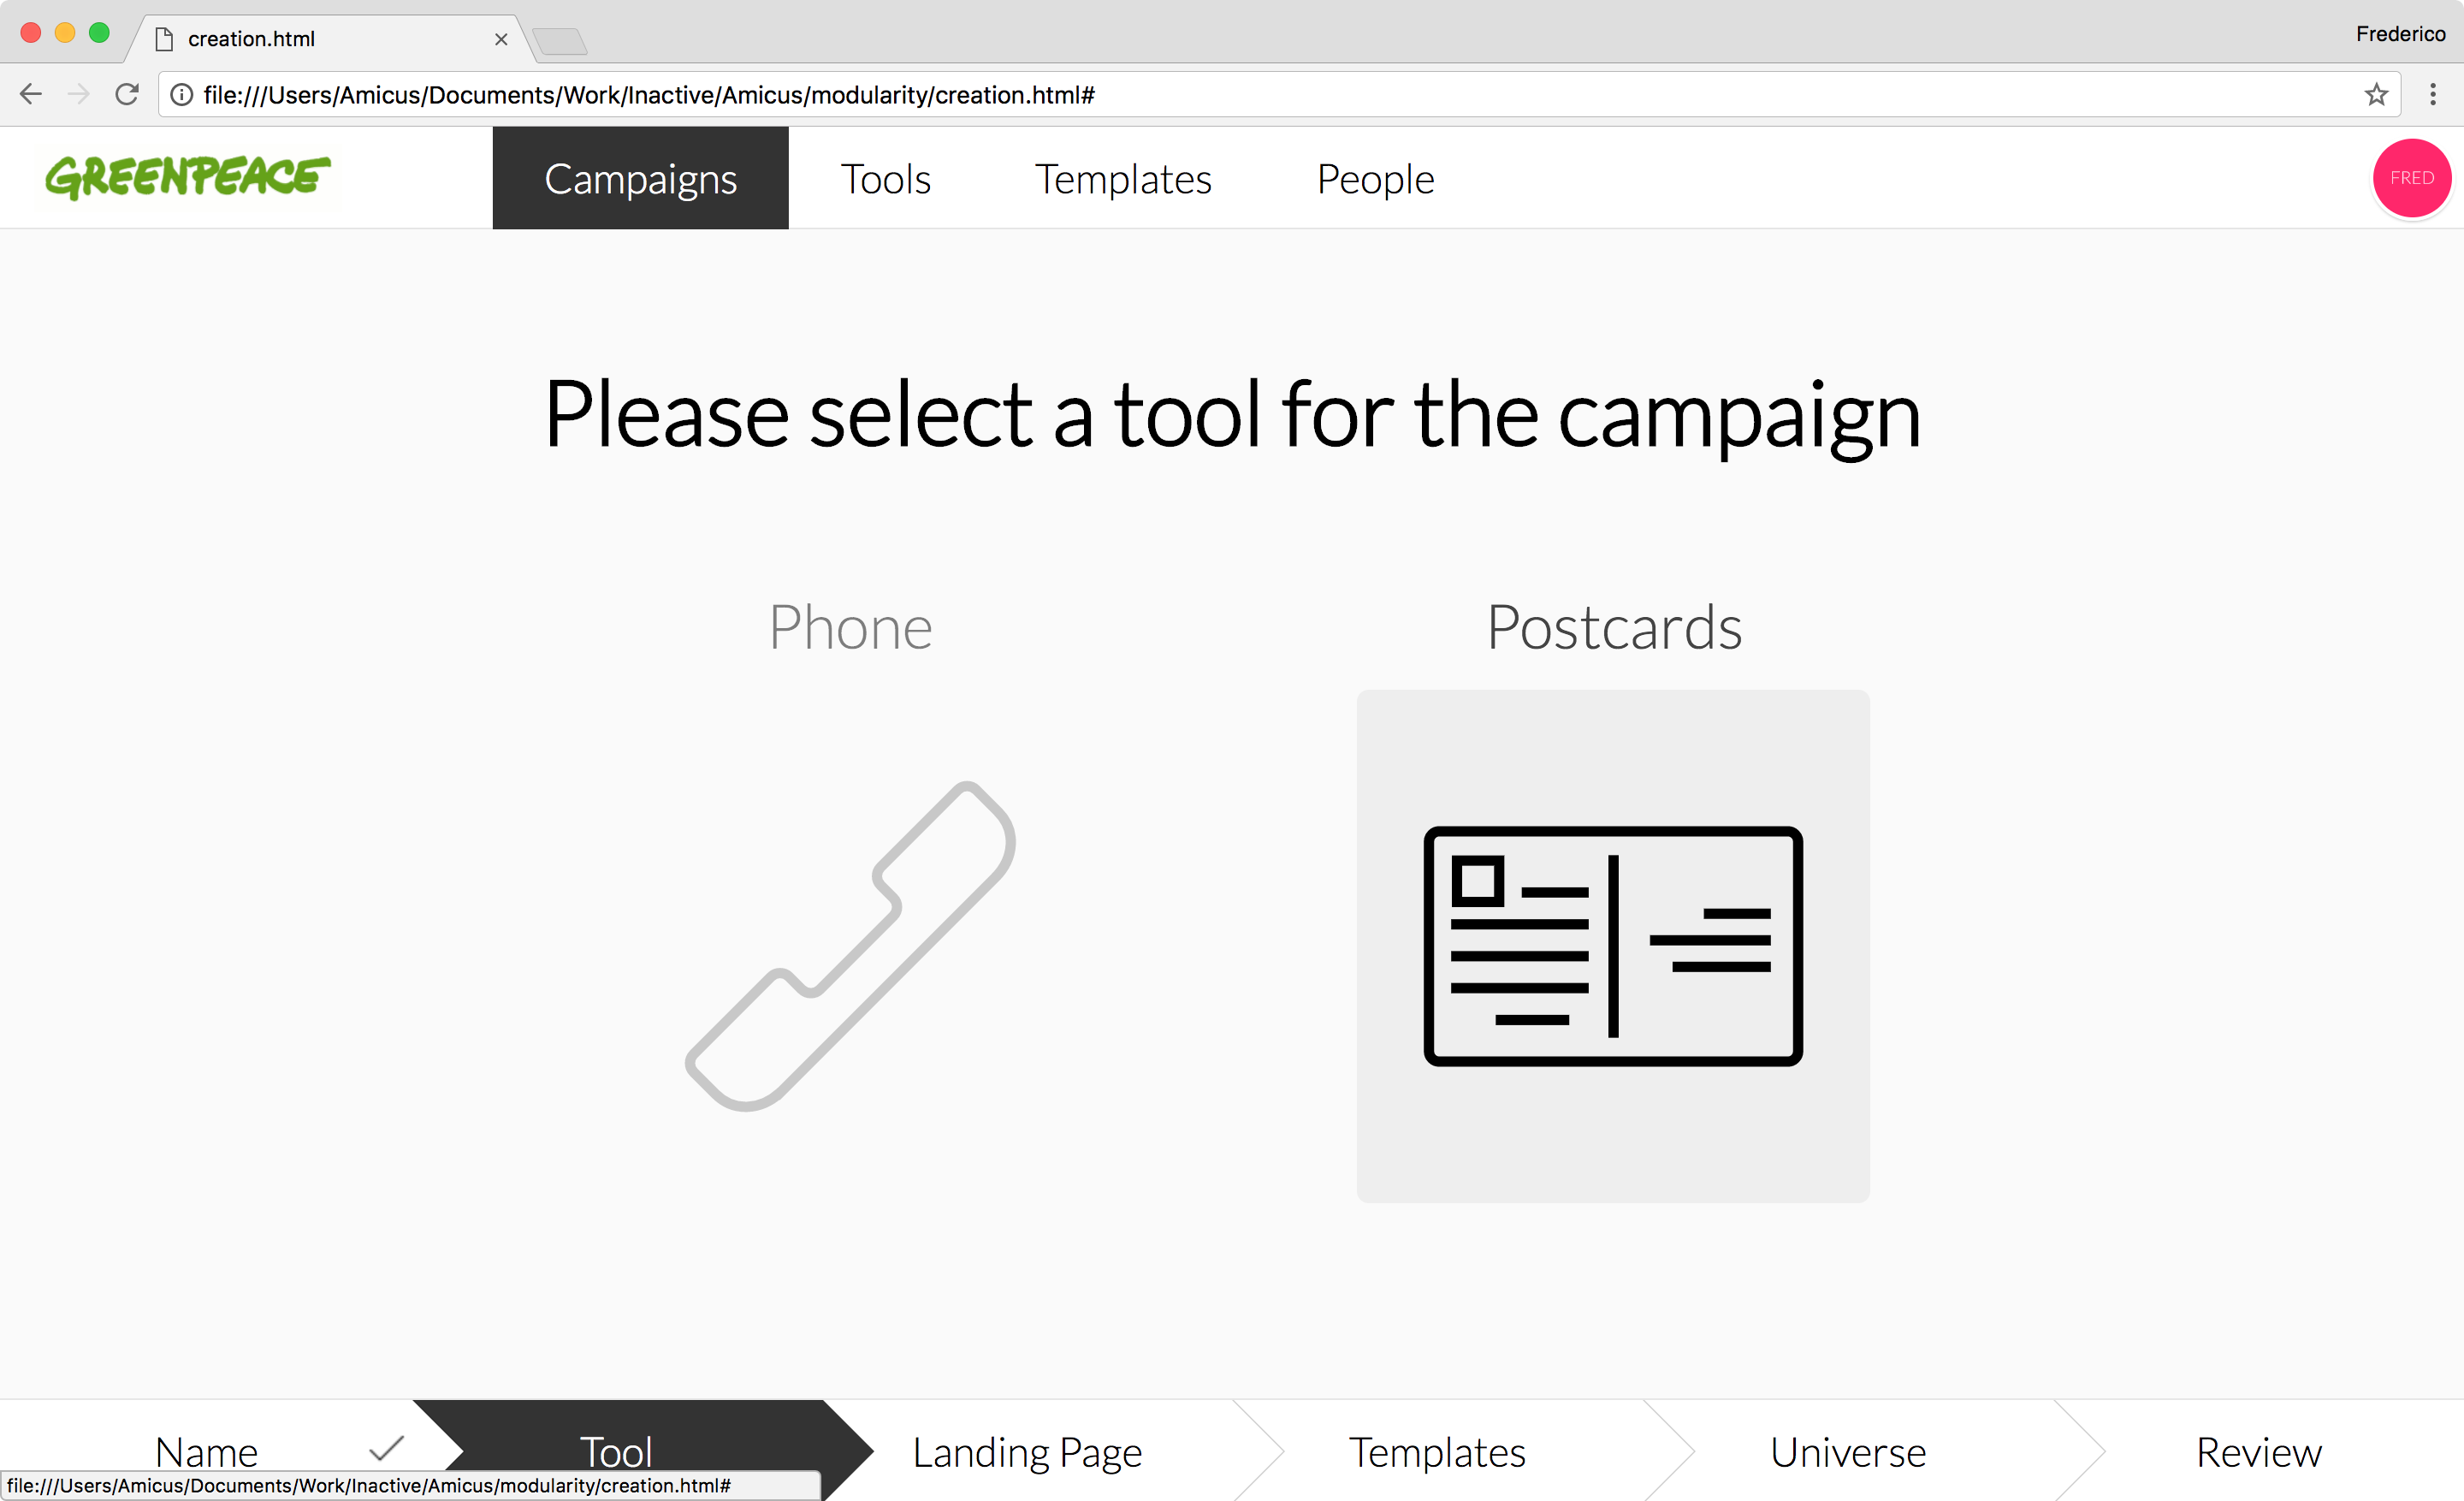 creation.html
Frederico
file:///Users/Amicus/Documents/Work/Inactive/Amicus/modularity/creation.html#
GREENPEACE Campaigns Tools Templates People FRED
Please select a tool for the campaign
Phone Postcards
Name Tool Landing Page Templates Universe Review
file:///Users/Amicus/Documents/Work/Inactive/Amicus/modularity/creation.html#